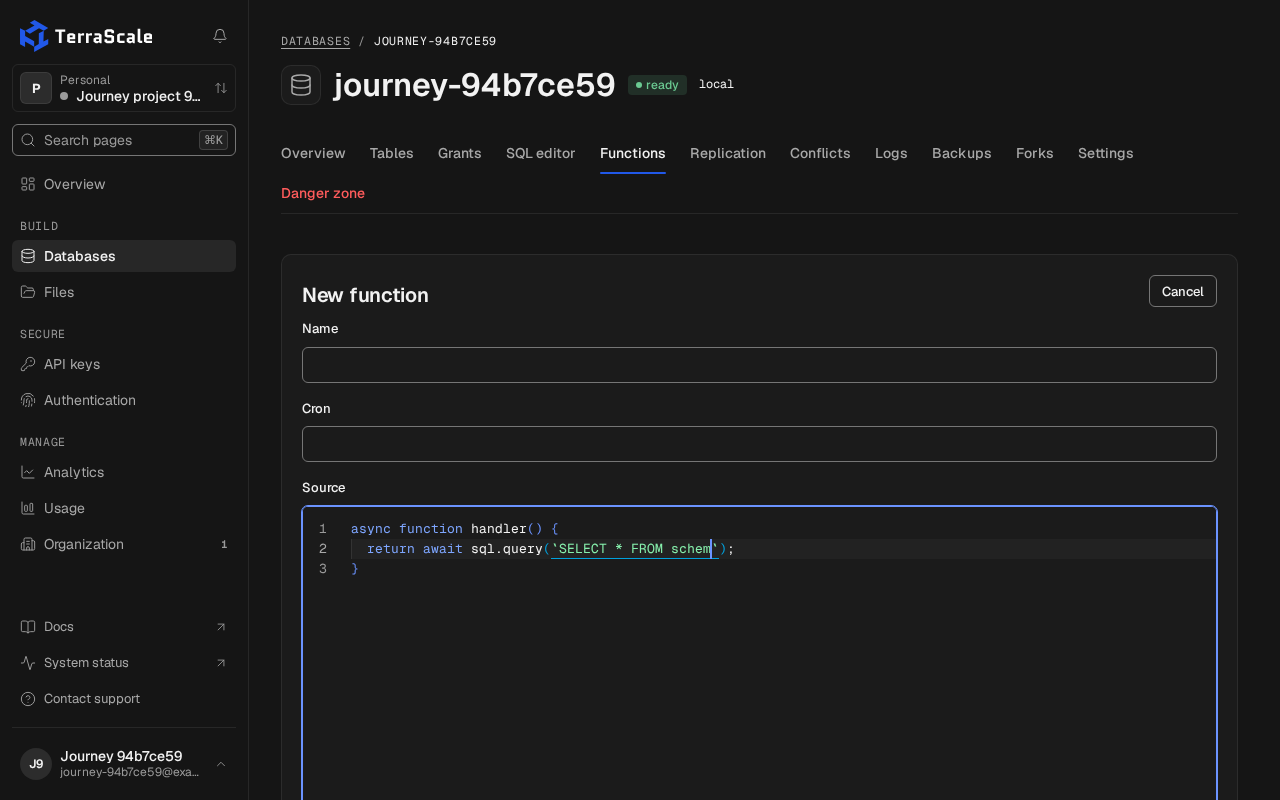 TerraScale
P
Personal
Journey project 9…
Search pages
⌘K
Overview
BUILD
Databases
Files
SECURE
API keys
Authentication
MANAGE
Analytics
Usage
Organization
1
Docs
System status
Contact support
J9
Journey 94b7ce59
journey-94b7ce59@exa…
DATABASES / JOURNEY-94B7CE59
journey-94b7ce59
ready
local
Overview
Tables
Grants
SQL editor
Functions
Replication
Conflicts
Logs
Backups
Forks
Settings
Danger zone
New function
Cancel
Name
Cron
Source
1 async function handler() {
2 return await sql.query(`SELECT * FROM schem`);
3 }